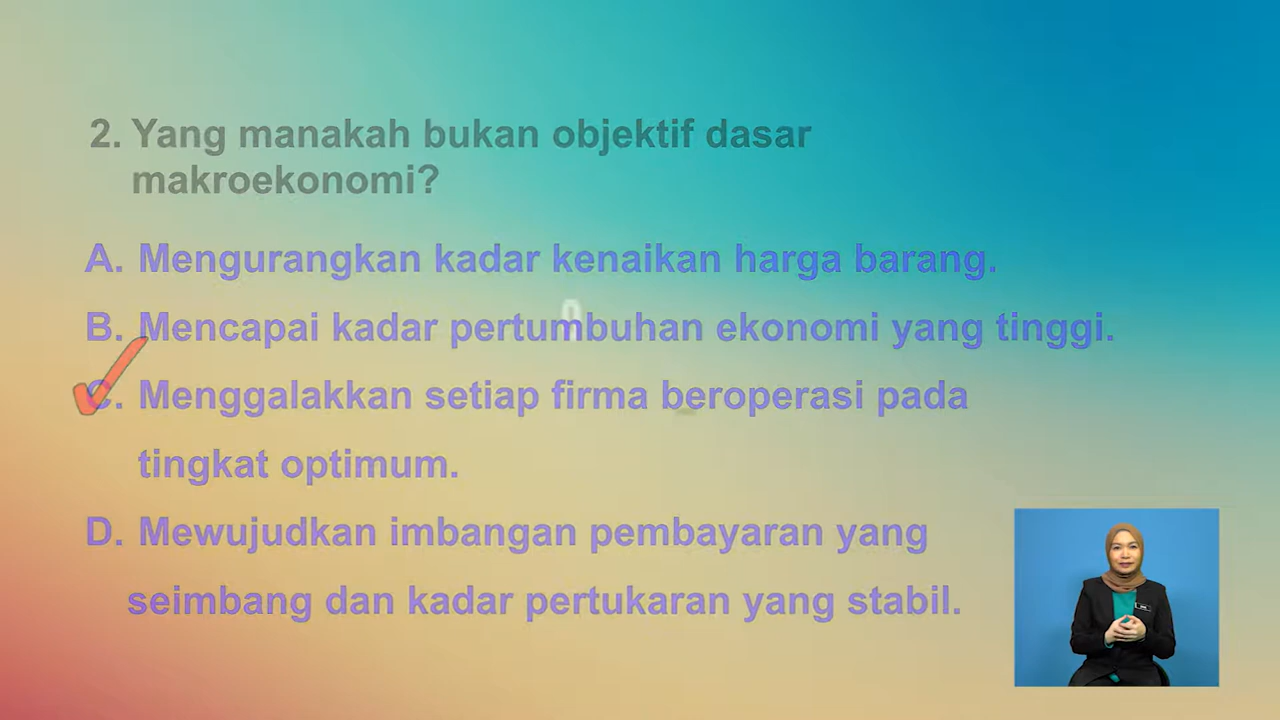 2. Yang manakah bukan objektif dasar
makroekonomi?
A. Mengurangkan kadar kenaikan harga barang.
B. Mencapai kadar pertumbuhan ekonomi yang tinggi.
C. Menggalakkan setiap firma beroperasi pada
tingkat optimum.
D. Mewujudkan imbangan pembayaran yang
seimbang dan kadar pertukaran yang stabil.